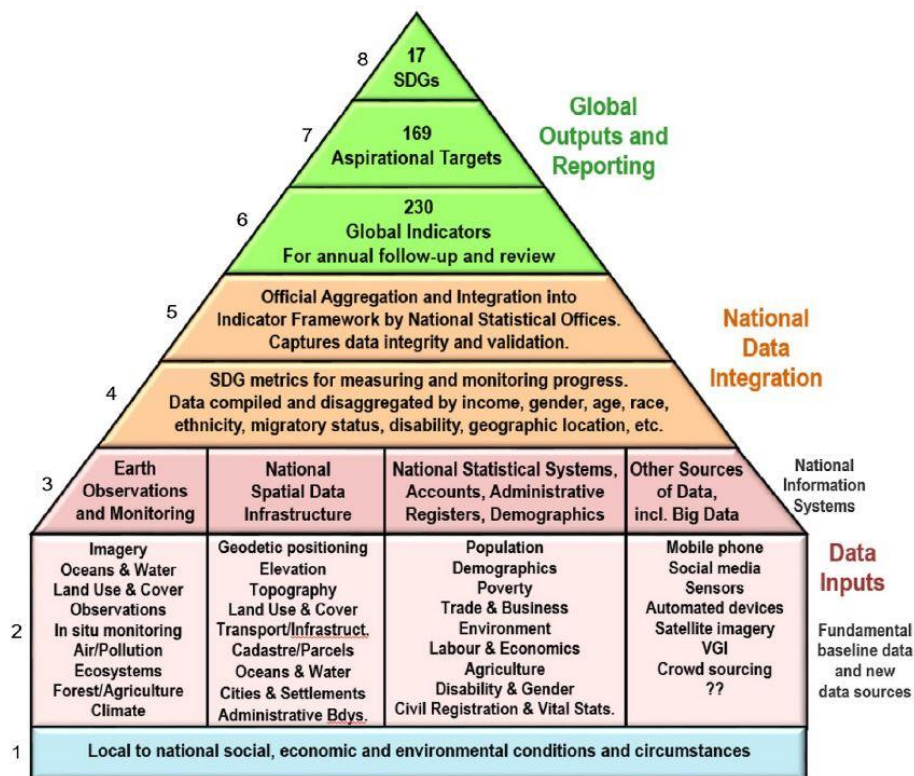 8
17
SDGs
Global
Outputs and
Reporting
7
169
Aspirational Targets
6
230
Global Indicators
For annual follow-up and review
5
Official Aggregation and Integration into
Indicator Framework by National Statistical Offices.
Captures data integrity and validation.
National
Data
Integration
4
SDG metrics for measuring and monitoring progress.
Data compiled and disaggregated by income, gender, age, race,
ethnicity, migratory status, disability, geographic location, etc.
3
Earth
Observations
and Monitoring
National
Spatial Data
Infrastructure
National Statistical Systems,
Accounts, Administrative
Registers, Demographics
Other Sources
of Data,
incl. Big Data
National
Information
Systems
2
Imagery
Oceans & Water
Land Use & Cover
Observations
In situ monitoring
Air/Pollution
Ecosystems
Forest/Agriculture
Climate
Geodetic positioning
Elevation
Topography
Land Use & Cover
Transport/Infrastruct.
Cadastre/Parcels
Oceans & Water
Cities & Settlements
Administrative Bdys.
Population
Demographics
Poverty
Trade & Business
Environment
Labour & Economics
Agriculture
Disability & Gender
Civil Registration & Vital Stats.
Mobile phone
Social media
Sensors
Automated devices
Satellite imagery
VGI
Crowd sourcing
??
Data
Inputs
Fundamental
baseline data
and new
data sources
1
Local to national social, economic and environmental conditions and circumstances